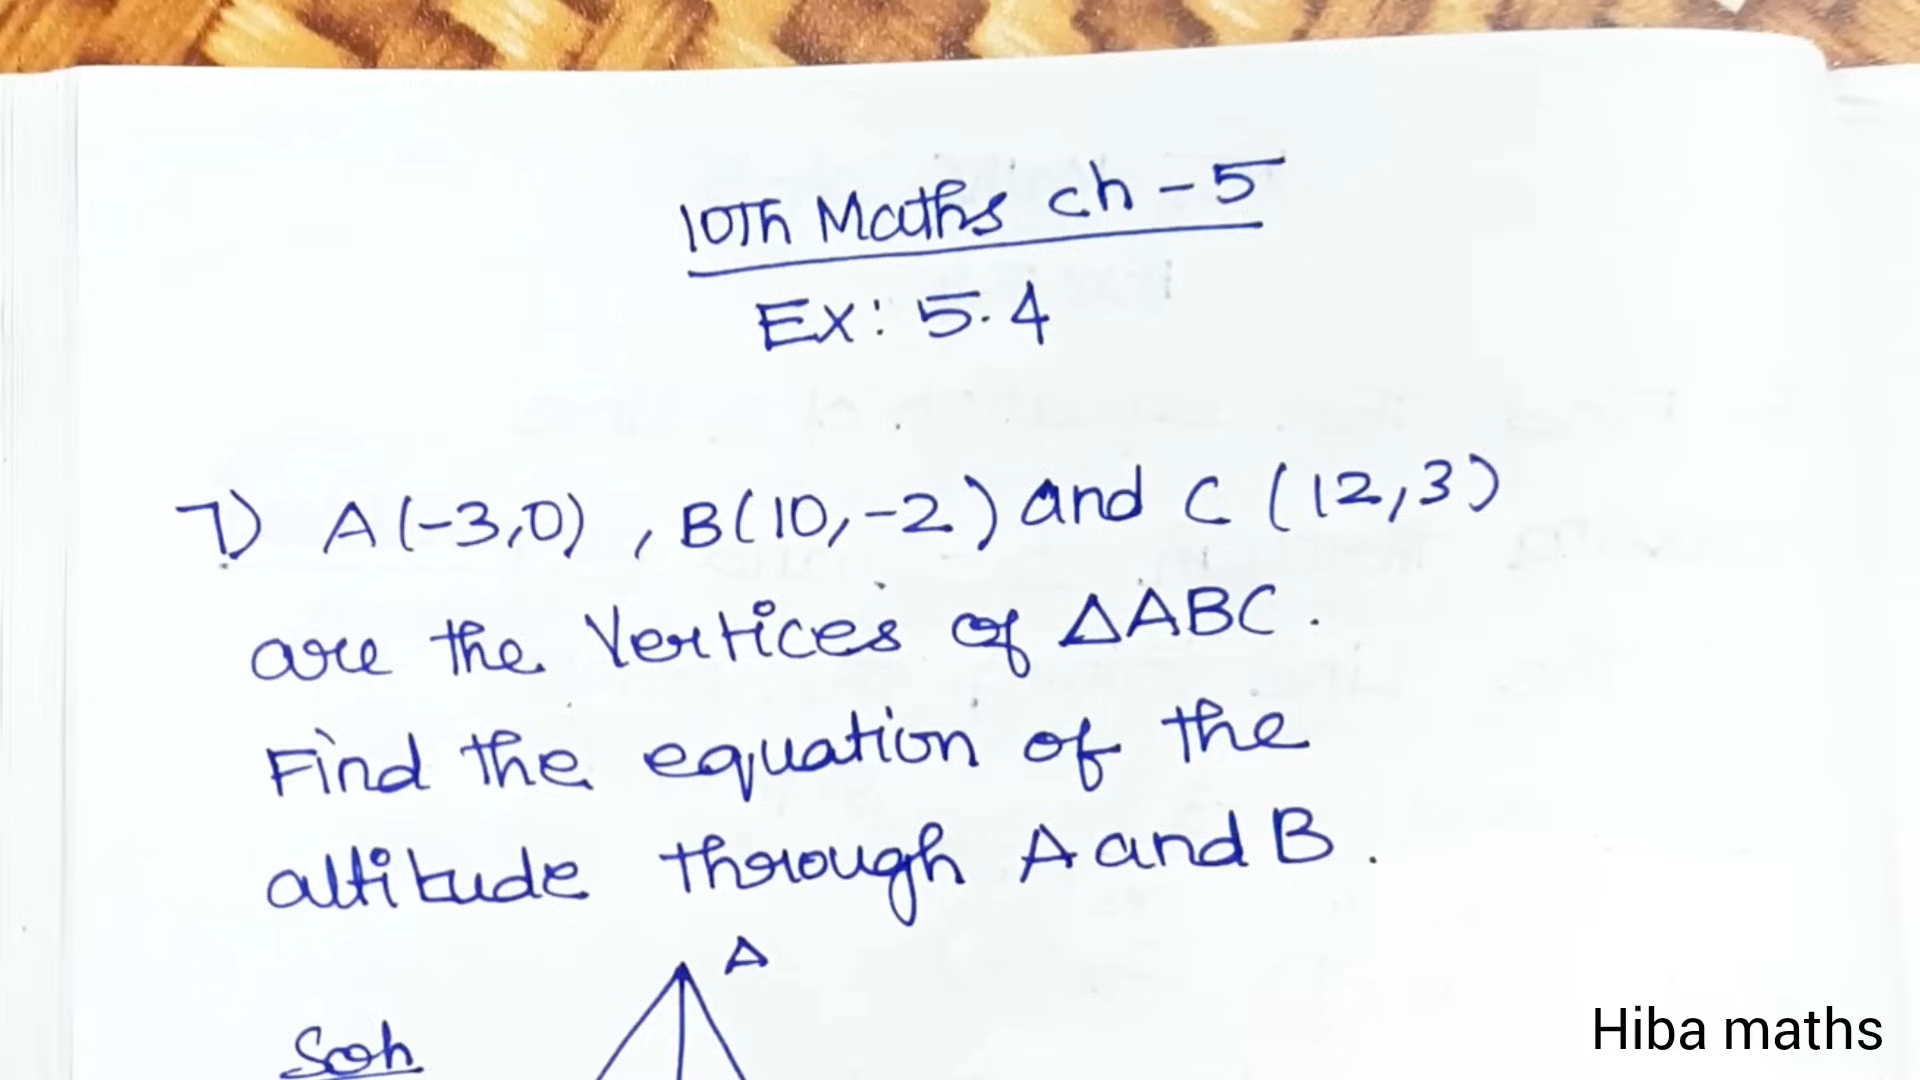 10Th Maths ch - 5
Ex: 5.4
7) A(-3,0), B(10,-2) and C (12,3)
are the Vertices of △ABC.
Find the equation of the
altitude through A and B.
A
Soln
Hiba maths